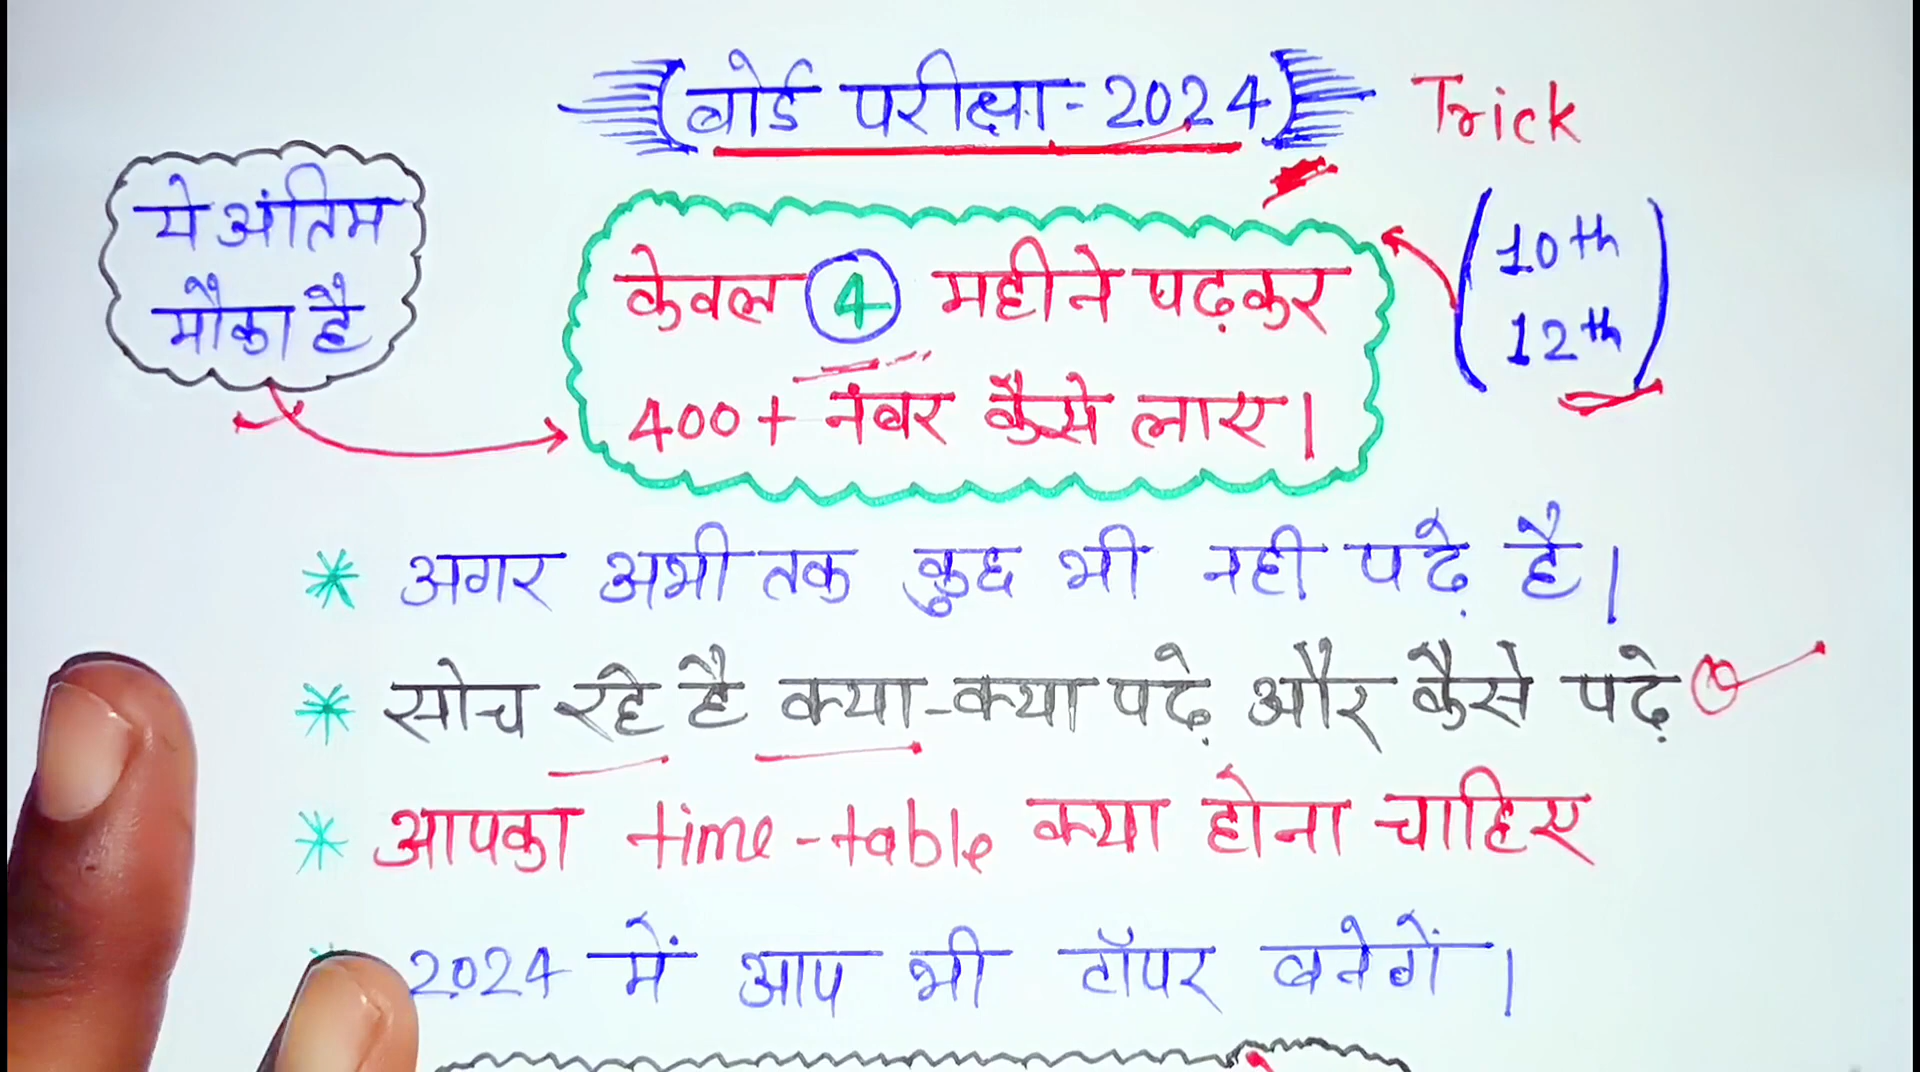 (बोर्ड परीक्षा-2024)
Trick
ये अंतिम
मौका है
केवल 4 महीने पढ़कर
400+ नंबर कैसे लाए।
(10th
12th)
* अगर अभी तक कुछ भी नही पढे़ है।
* सोच रहे है क्या-क्या पढे़ और कैसे पढे़
* आपका time-table क्या होना चाहिए
2024 में आप भी टॉपर बनेगें।